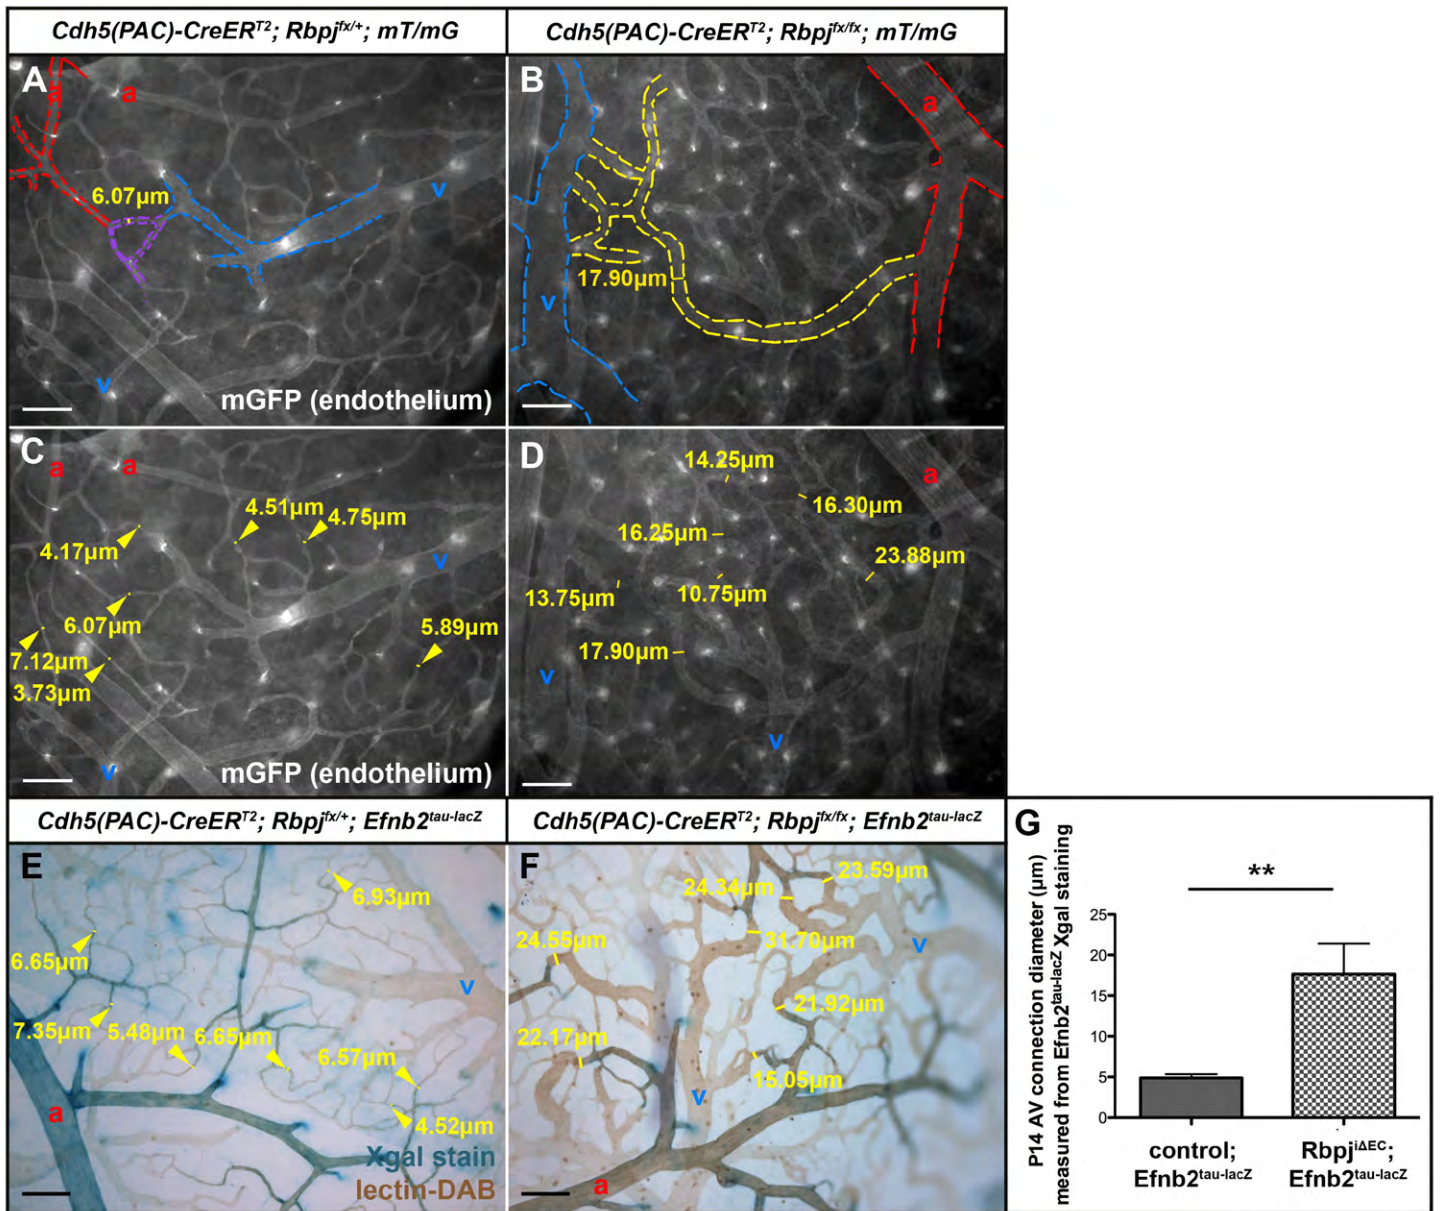 Cdh5(PAC)-CreERT2; Rbpjfx/+; mT/mG
Cdh5(PAC)-CreERT2; Rbpjfx/fx; mT/mG
A
a
a
6.07µm
v
v
mGFP (endothelium)
B
a
17.90µm
v
C
a
a
4.51µm
4.75µm
4.17µm
v
6.07µm
5.89µm
7.12µm
3.73µm
v
mGFP (endothelium)
D
14.25µm
a
16.30µm
16.25µm
23.88µm
13.75µm
10.75µm
17.90µm
v
v
Cdh5(PAC)-CreERT2; Rbpjfx/+; Efnb2tau-lacZ
Cdh5(PAC)-CreERT2; Rbpjfx/fx; Efnb2tau-lacZ
E
6.93µm
6.65µm
v
7.35µm
5.48µm
6.65µm
6.57µm
a
4.52µm
Xgal stain
lectin-DAB
F
23.59µm
24.34µm
24.55µm
31.70µm
v
21.92µm
22.17µm
15.05µm
v
a
G
P14 AV connection diameter (µm)
measured from Efnb2tau-lacZ Xgal staining
**
25
20
15
10
5
0
control;
Efnb2tau-lacZ
RbpjiΔEC;
Efnb2tau-lacZ